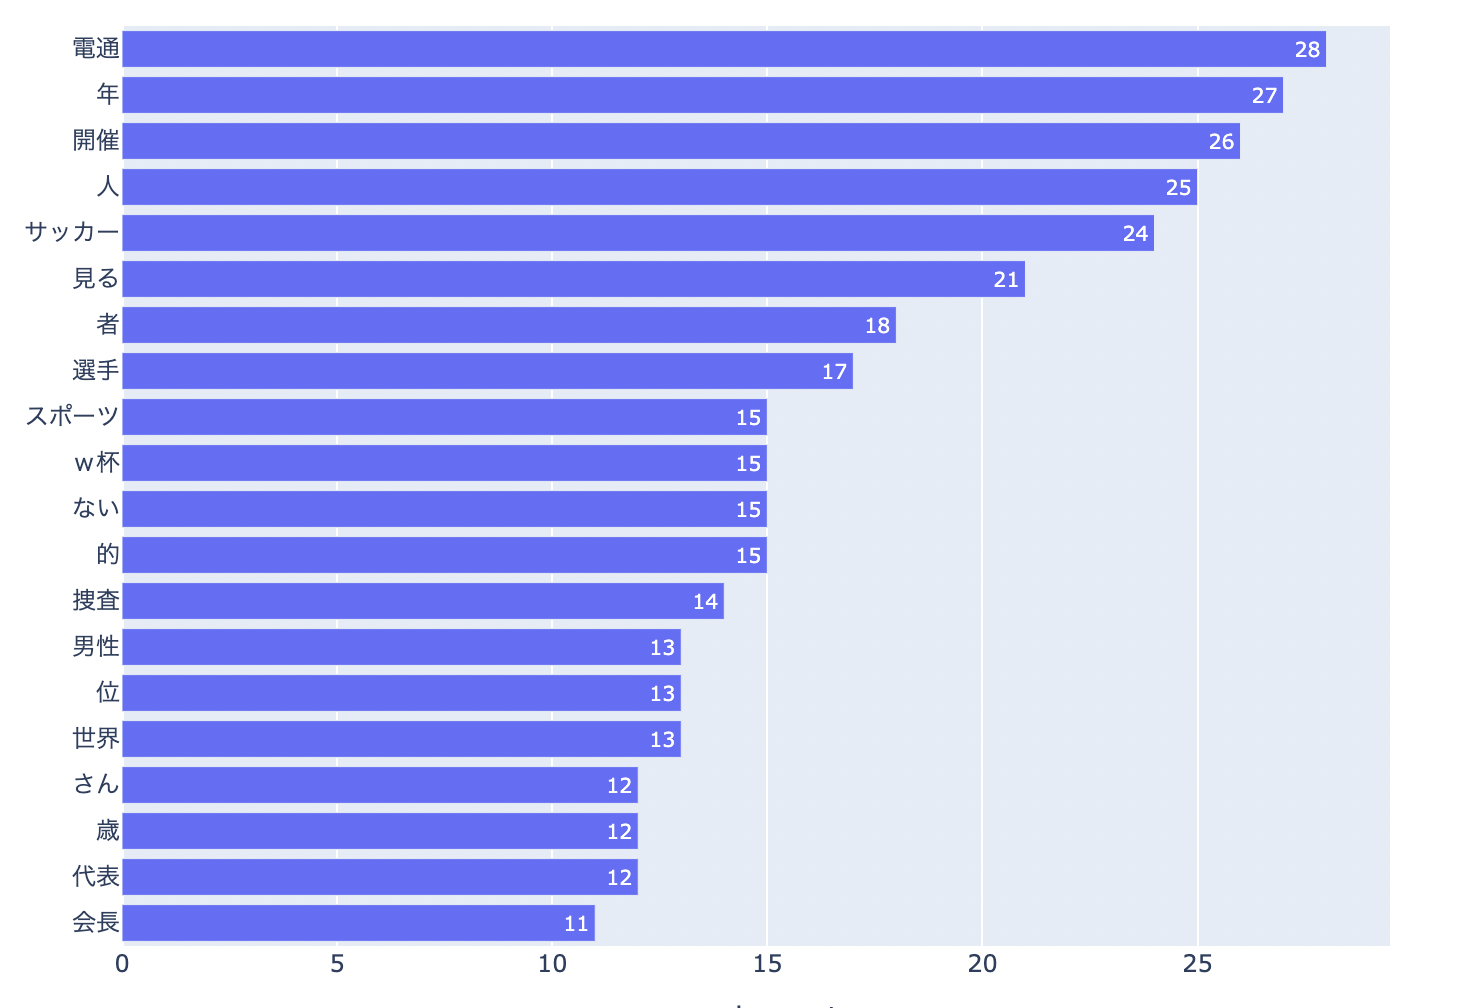 電通 28
年 27
開催 26
人 25
サッカー 24
見る 21
者 18
選手 17
スポーツ 15
w杯 15
ない 15
的 15
捜査 14
男性 13
位 13
世界 13
さん 12
歳 12
代表 12
会長 11
0 5 10 15 20 25